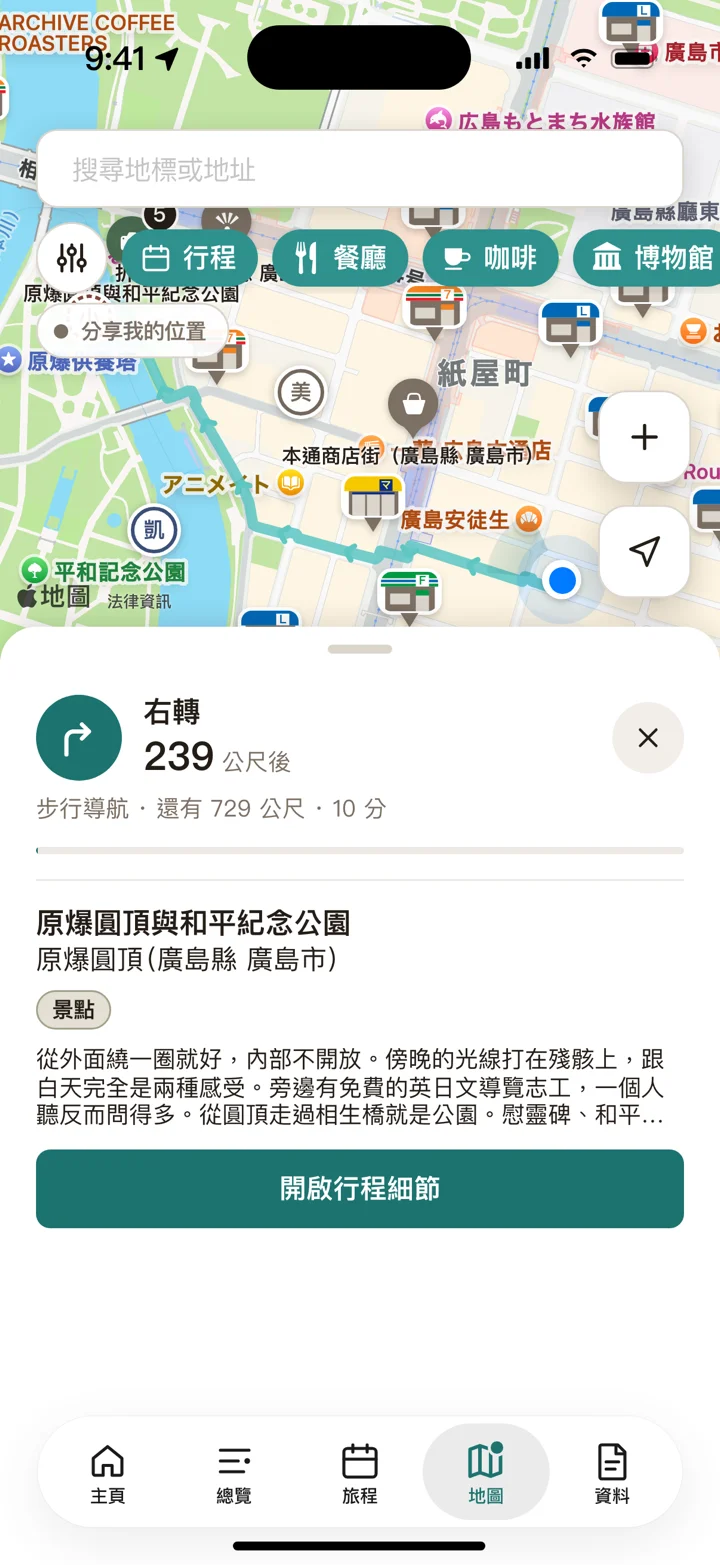 ARCHIVE COFFEE
ROASTERS
9:41
廣島市
広島もとまち水族館
相
搜尋地標或地址
廣島縣廳東
5
行程
餐廳
咖啡
博物館
原爆圓頂與和平紀念公園
分享我的位置
原爆供養塔
7
L
美
紙屋町
本通商店街（廣島縣 廣島市）
アニメイト
廣島安徒生
Rou
凱
平和記念公園
地圖
法律資訊
F
L
右轉
239 公尺後
步行導航・還有 729 公尺・10 分
原爆圓頂與和平紀念公園
原爆圓頂(廣島縣 廣島市)
景點
從外面繞一圈就好，內部不開放。傍晚的光線打在殘骸上，跟
白天完全是兩種感受。旁邊有免費的英日文導覽志工，一個人
聽反而問得多。從圓頂走過相生橋就是公園。慰靈碑、和平…
開啟行程細節
主頁
總覽
旅程
地圖
資料